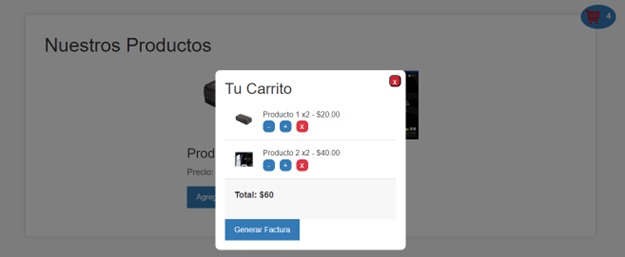 4
Nuestros Productos
Tu Carrito
x
Producto 1 x2 - $20.00
- + x
Producto 2 x2 - $40.00
- + x
Prod
Precio:
Total: $60
Agreg
Generar Factura